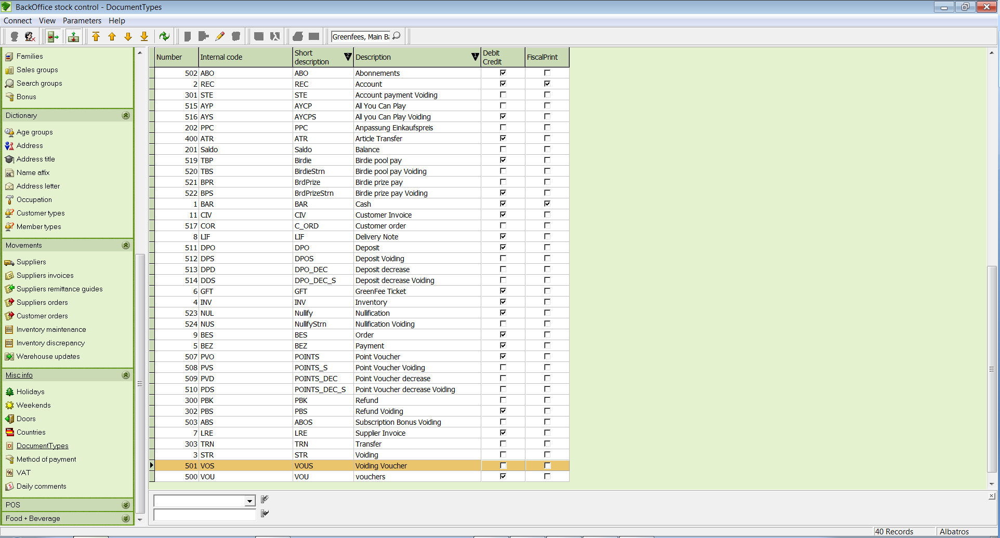 BackOffice stock control - DocumentTypes
Connect View Parameters Help
Greenfees, Main Ba
Families
Sales groups
Search groups
Bonus
Dictionary
Age groups
Address
Address title
Name affix
Address letter
Occupation
Customer types
Member types
Movements
Suppliers
Suppliers invoices
Suppliers remittance guides
Suppliers orders
Customer orders
Inventory maintenance
Inventory discrepancy
Warehouse updates
Misc info
Holidays
Weekends
Doors
Countries
DocumentTypes
Method of payment
VAT
Daily comments
POS
Food + Beverage
Number Internal code Short description 2 Description 1 Debit Credit FiscalPrint
502 ABO ABO Abonnements
2 REC REC Account
301 STE STE Account payment Voiding
515 AYP AYCP All You Can Play
516 AYS AYCPS All you Can Play Voiding
202 PPC PPC Anpassung Einkaufspreis
400 ATR ATR Article Transfer
201 Saldo Saldo Balance
519 TBP Birdie Birdie pool pay
520 TBS BirdieStrn Birdie pool pay Voiding
521 BPR BrdPrize Birdie prize pay
522 BPS BrdPrizeStrn Birdie prize pay Voiding
1 BAR BAR Cash
11 CIV CIV Customer Invoice
517 COR C_ORD Customer order
8 LIF LIF Delivery Note
511 DPO DPO Deposit
512 DPS DPOS Deposit Voiding
513 DPD DPO_DEC Deposit decrease
514 DDS DPO_DEC_S Deposit decrease Voiding
6 GFT GFT GreenFee Ticket
4 INV INV Inventory
523 NUL Nullify Nullification
524 NUS NullifyStrn Nullification Voiding
9 BES BES Order
5 BEZ BEZ Payment
507 PVO POINTS Point Voucher
508 PVS POINTS_S Point Voucher Voiding
509 PVD POINTS_DEC Point Voucher decrease
510 PDS POINTS_DEC_S Point Voucher decrease Voiding
300 PBK PBK Refund
302 PBS PBS Refund Voiding
503 ABS ABOS Subscription Bonus Voiding
7 LRE LRE Supplier Invoice
303 TRN TRN Transfer
3 STR STR Voiding
501 VOS VOUS Voiding Voucher
500 VOU VOU vouchers
40 Records Albatros